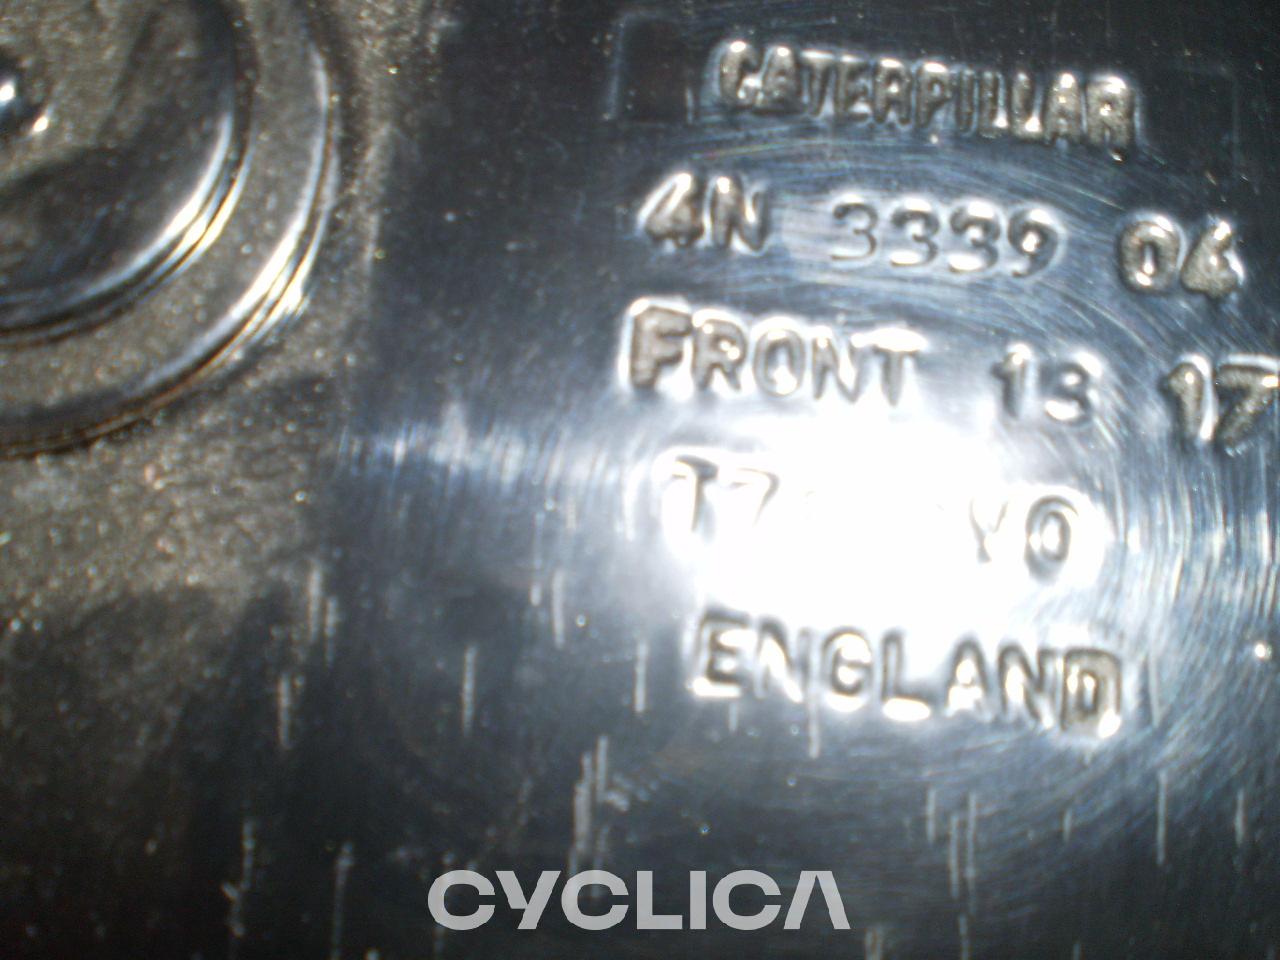 CATERPILLAR
4N 3339 04
FRONT 13 17
ENGLAND
CYCLICA